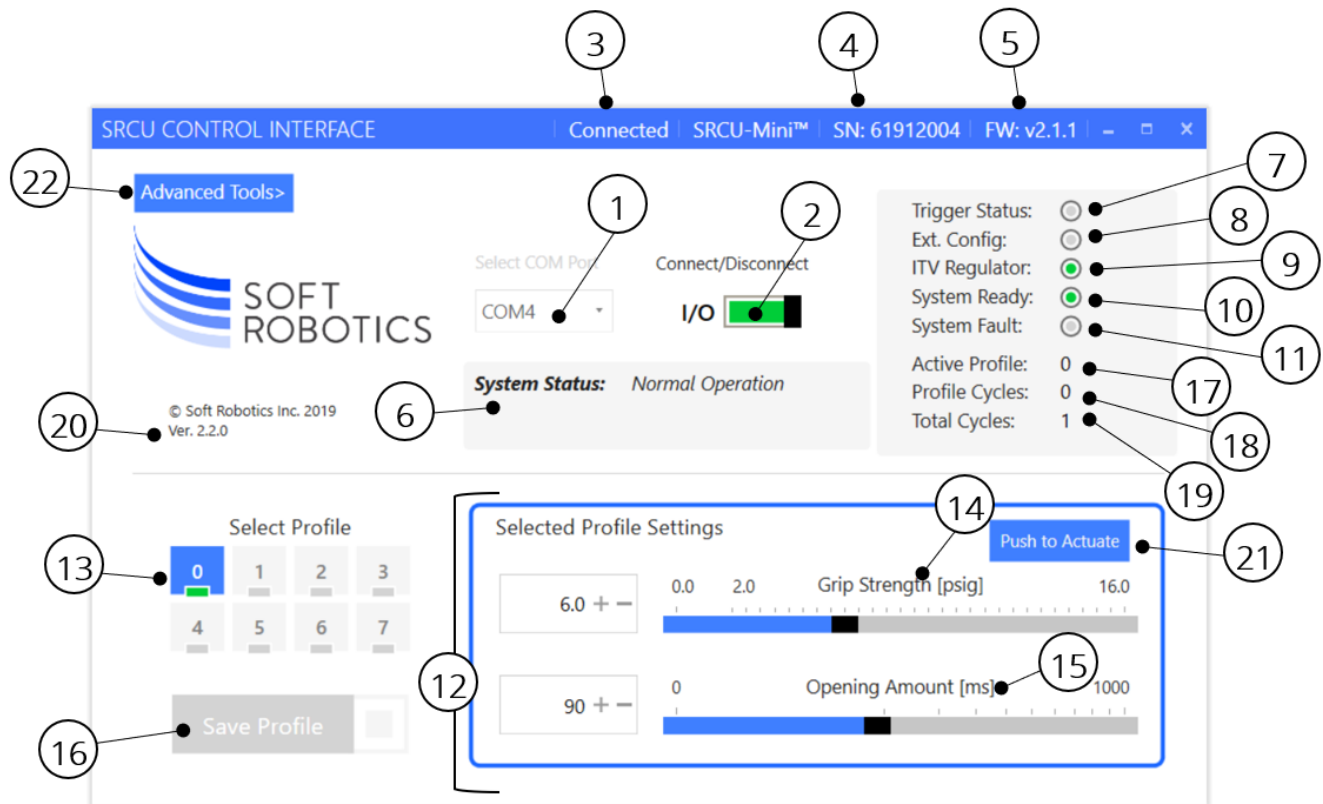 3
4
5
SRCU CONTROL INTERFACE
Connected
SRCU-Mini™
SN: 61912004
FW: v2.1.1
22
Advanced Tools>
1
2
7
8
9
10
11
Trigger Status:
Ext. Config:
ITV Regulator:
System Ready:
System Fault:
Active Profile: 0
Profile Cycles: 0
Total Cycles: 1
17
18
19
SOFT
ROBOTICS
Select COM Port
COM4
Connect/Disconnect
I/O
System Status: Normal Operation
6
© Soft Robotics Inc. 2019
Ver. 2.2.0
20
Select Profile
0 1 2 3
4 5 6 7
13
Save Profile
16
12
Selected Profile Settings
14
Push to Actuate
21
6.0 + −
0.0 2.0 Grip Strength [psig] 16.0
90 + −
0 Opening Amount [ms] 1000
15